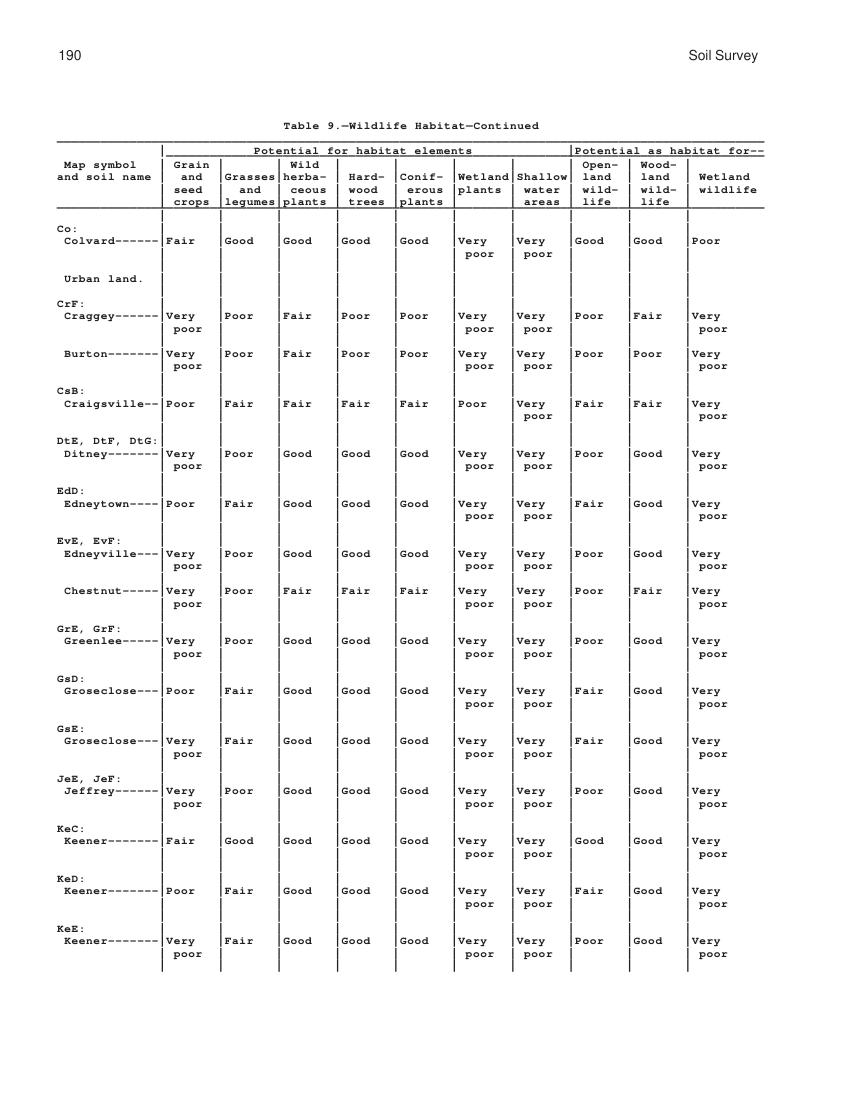 190 Soil Survey
Table 9.—Wildlife Habitat—Continued
Potential for habitat elements Potential as habitat for--
Map symbol Grain Wild Open- Wood-
and soil name and Grasses herba- Hard- Conif- Wetland Shallow land land Wetland
seed and ceous wood erous plants water wild- wild- wildlife
crops legumes plants trees plants areas life life
Co:
Colvard------ Fair Good Good Good Good Very Very Good Good Poor
poor poor
Urban land.
CrF:
Craggey------ Very Poor Fair Poor Poor Very Very Poor Fair Very
poor poor poor poor
Burton------- Very Poor Fair Poor Poor Very Very Poor Poor Very
poor poor poor poor
CsB:
Craigsville-- Poor Fair Fair Fair Fair Poor Very Fair Fair Very
poor poor
DtE, DtF, DtG:
Ditney------- Very Poor Good Good Good Very Very Poor Good Very
poor poor poor poor
EdD:
Edneytown---- Poor Fair Good Good Good Very Very Fair Good Very
poor poor poor
EvE, EvF:
Edneyville--- Very Poor Good Good Good Very Very Poor Good Very
poor poor poor poor
Chestnut----- Very Poor Fair Fair Fair Very Very Poor Fair Very
poor poor poor poor
GrE, GrF:
Greenlee----- Very Poor Good Good Good Very Very Poor Good Very
poor poor poor poor
GsD:
Groseclose--- Poor Fair Good Good Good Very Very Fair Good Very
poor poor poor
GsE:
Groseclose--- Very Fair Good Good Good Very Very Fair Good Very
poor poor poor poor
JeE, JeF:
Jeffrey------ Very Poor Good Good Good Very Very Poor Good Very
poor poor poor poor
KeC:
Keener------- Fair Good Good Good Good Very Very Good Good Very
poor poor poor
KeD:
Keener------- Poor Fair Good Good Good Very Very Fair Good Very
poor poor poor
KeE:
Keener------- Very Fair Good Good Good Very Very Poor Good Very
poor poor poor poor